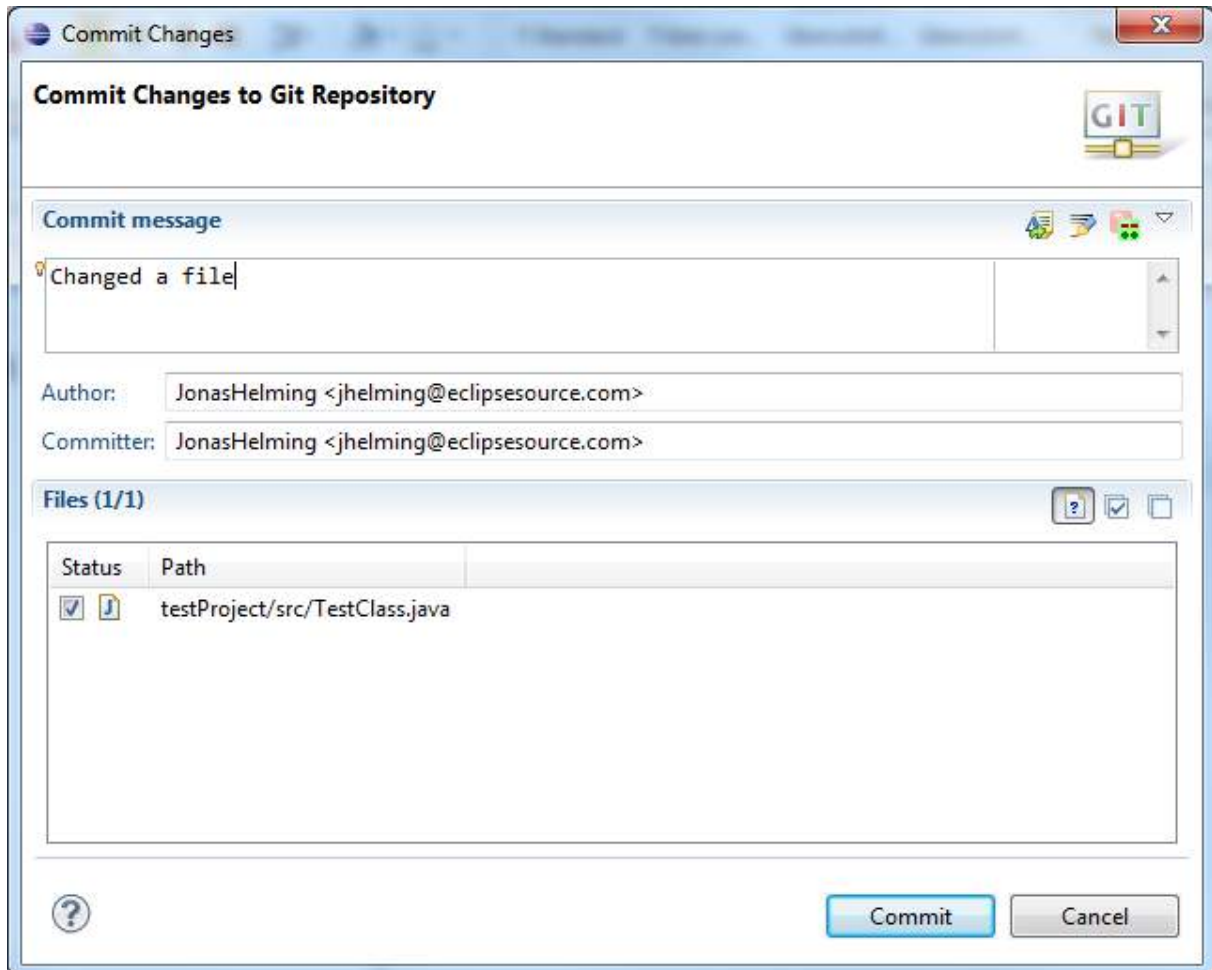 Commit Changes
Commit Changes to Git Repository
GIT
Commit message
Changed a file
Author: JonasHelming <jhelming@eclipsesource.com>
Committer: JonasHelming <jhelming@eclipsesource.com>
Files (1/1)
Status Path
testProject/src/TestClass.java
Commit Cancel